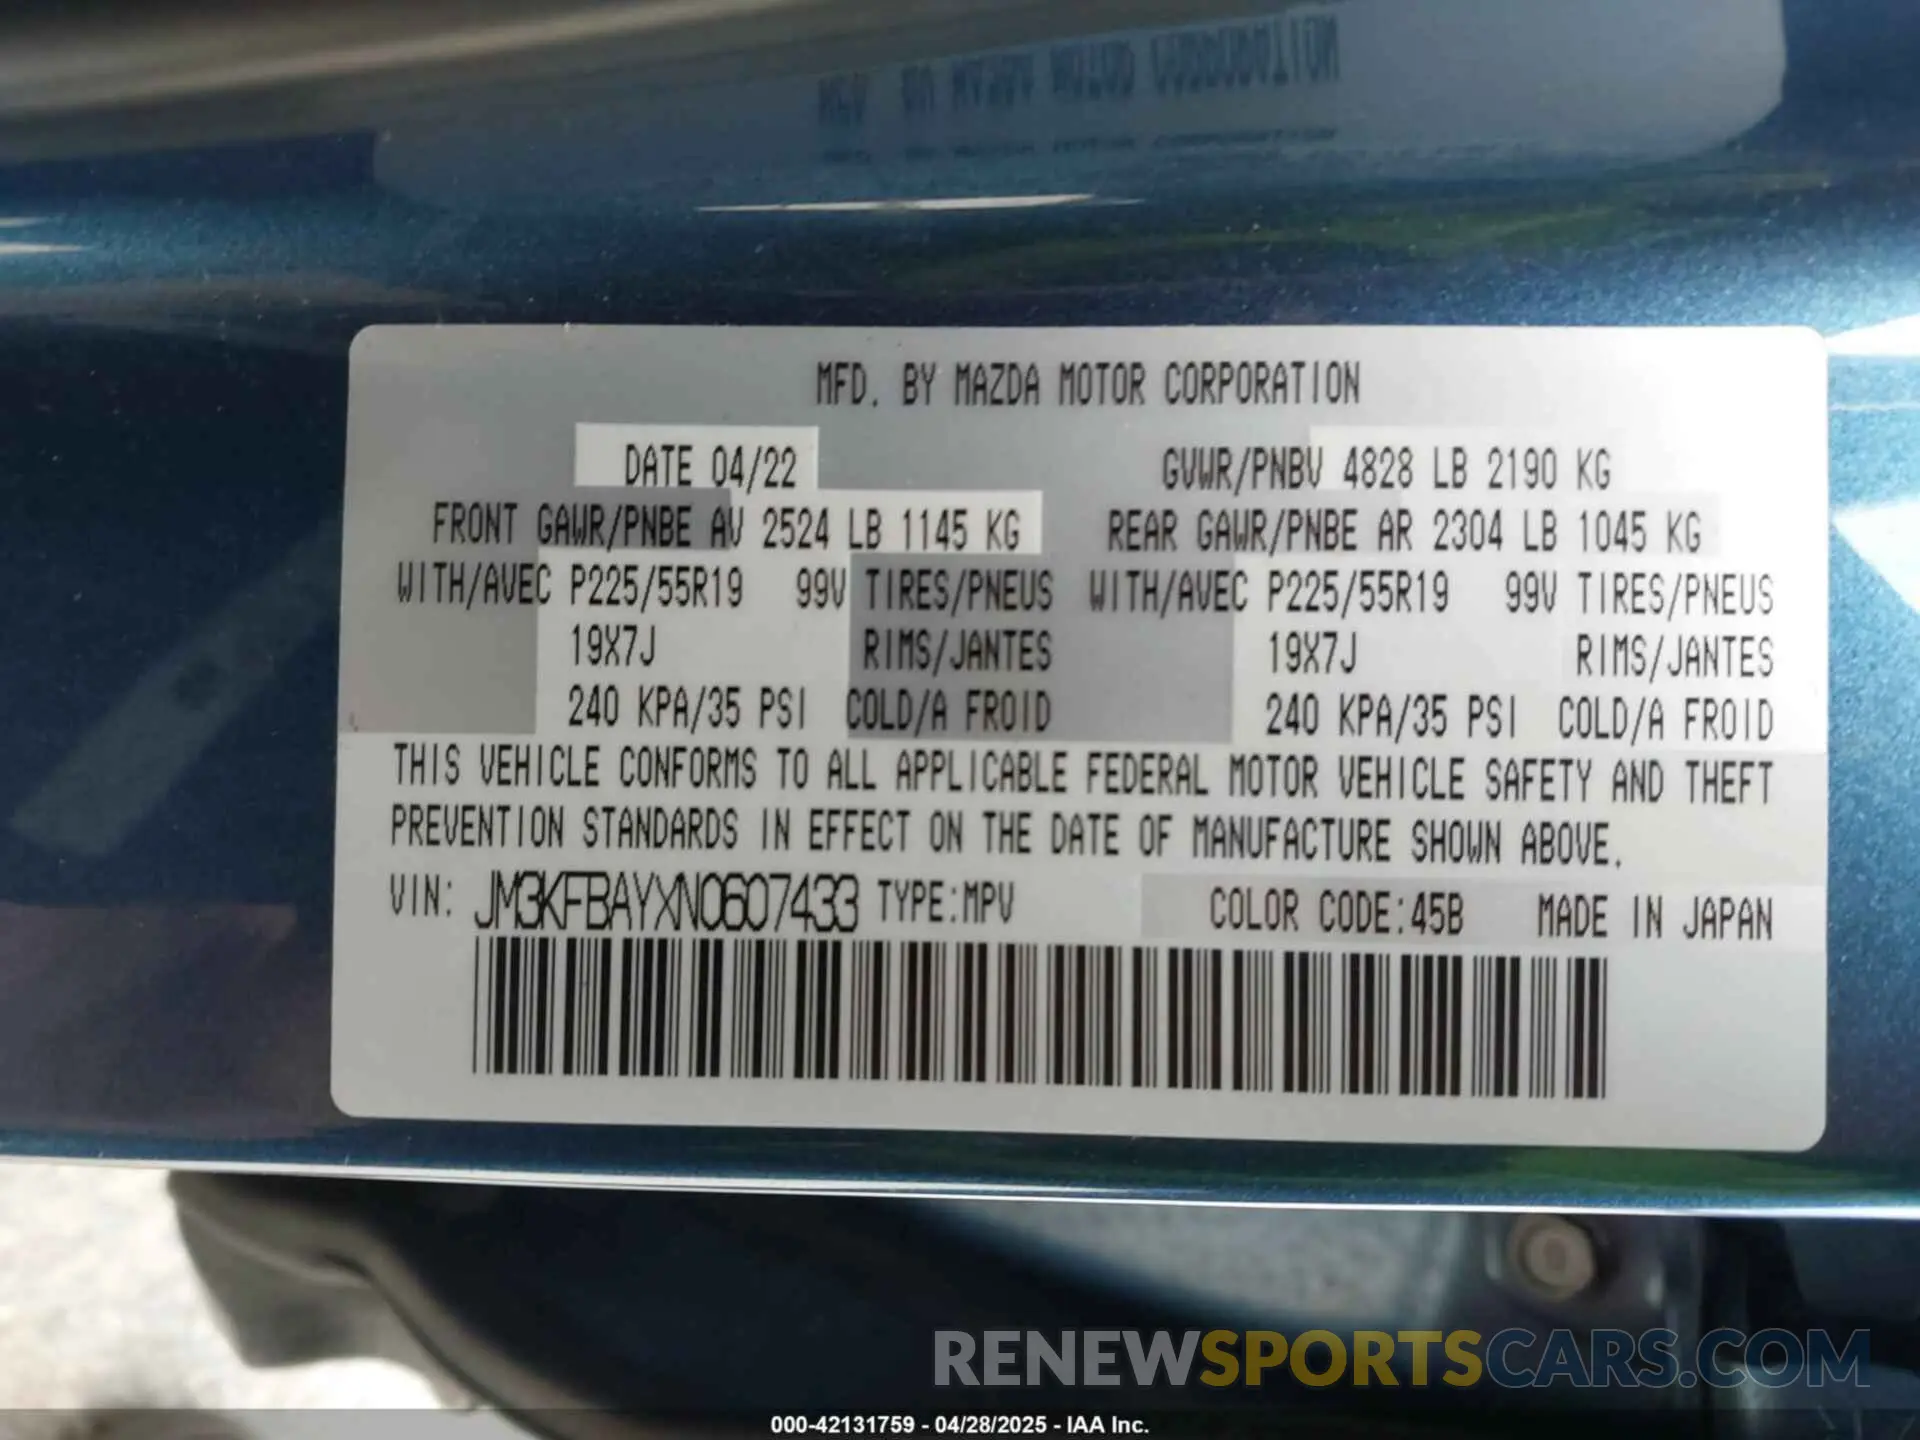 MFD. BY MAZDA MOTOR CORPORATION
DATE 04/22 GVWR/PNBV 4828 LB 2190 KG
FRONT GAWR/PNBE AV 2524 LB 1145 KG REAR GAWR/PNBE AR 2304 LB 1045 KG
WITH/AVEC P225/55R19 99V TIRES/PNEUS WITH/AVEC P225/55R19 99V TIRES/PNEUS
19X7J RIMS/JANTES 19X7J RIMS/JANTES
240 KPA/35 PSI COLD/A FROID 240 KPA/35 PSI COLD/A FROID
THIS VEHICLE CONFORMS TO ALL APPLICABLE FEDERAL MOTOR VEHICLE SAFETY AND THEFT
PREVENTION STANDARDS IN EFFECT ON THE DATE OF MANUFACTURE SHOWN ABOVE.
VIN: JM3KFBAYXN0607433 TYPE:MPV COLOR CODE:45B MADE IN JAPAN
RENEWSPORTSCARS.COM
000-42131759 - 04/28/2025 - IAA Inc.